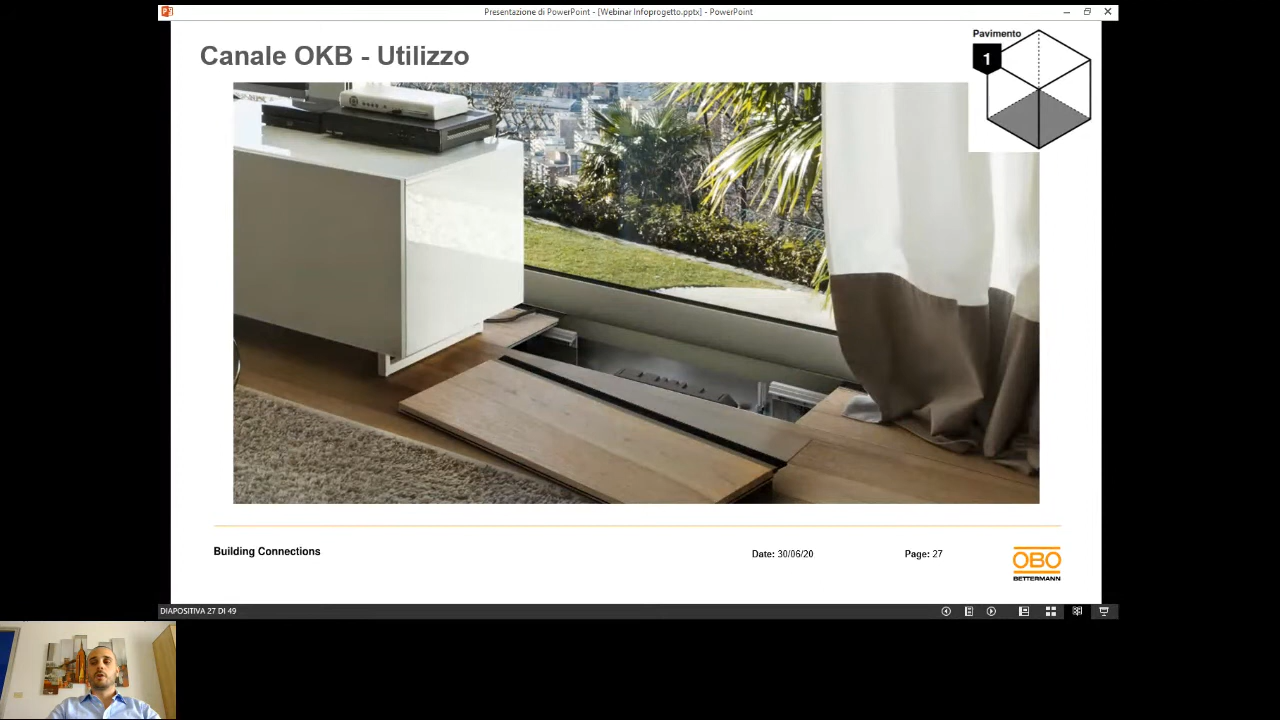 Presentazione di PowerPoint - [Webinar Infoprogetto.pptx] - PowerPoint
Canale OKB - Utilizzo
Pavimento
1
Building Connections
Date: 30/06/20
Page: 27
OBO
BETTERMANN
DIAPOSITIVA 27 DI 49